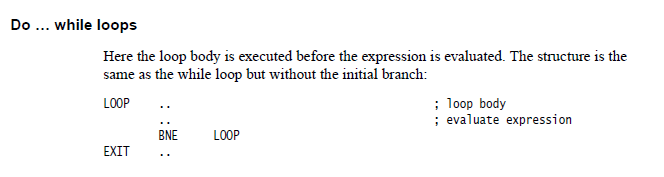 Do ... while loops
Here the loop body is executed before the expression is evaluated. The structure is the
same as the while loop but without the initial branch:
LOOP .. ; loop body
.. ; evaluate expression
BNE LOOP
EXIT ..